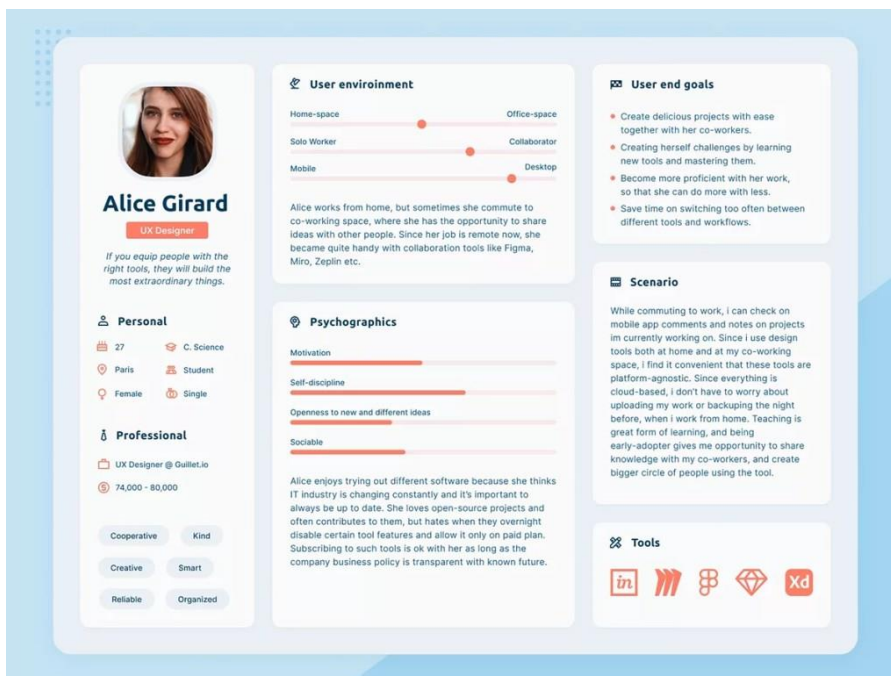 Alice Girard
UX Designer
If you equip people with the
right tools, they will build the
most extraordinary things.
Personal
27
C. Science
Paris
Student
Female
Single
Professional
UX Designer @ Guillet.io
74,000 - 80,000
Cooperative
Kind
Creative
Smart
Reliable
Organized
User enviroinment
Home-space
Office-space
Solo Worker
Collaborator
Mobile
Desktop
Alice works from home, but sometimes she commute to
co-working space, where she has the opportunity to share
ideas with other people. Since her job is remote now, she
became quite handy with collaboration tools like Figma,
Miro, Zeplin etc.
Psychographics
Motivation
Self-discipline
Openness to new and different ideas
Sociable
Alice enjoys trying out different software because she thinks
IT industry is changing constantly and it's important to
always be up to date. She loves open-source projects and
often contributes to them, but hates when they overnight
disable certain tool features and allow it only on paid plan.
Subscribing to such tools is ok with her as long as the
company business policy is transparent with known future.
User end goals
Create delicious projects with ease
together with her co-workers.
Creating herself challenges by learning
new tools and mastering them.
Become more proficient with her work,
so that she can do more with less.
Save time on switching too often between
different tools and workflows.
Scenario
While commuting to work, i can check on
mobile app comments and notes on projects
im currently working on. Since i use design
tools both at home and at my co-working
space, i find it convenient that these tools are
platform-agnostic. Since everything is
cloud-based, i don't have to worry about
uploading my work or backuping the night
before, when i work from home. Teaching is
great form of learning, and being
early-adopter gives me opportunity to share
knowledge with my co-workers, and create
bigger circle of people using the tool.
Tools
in
Xd